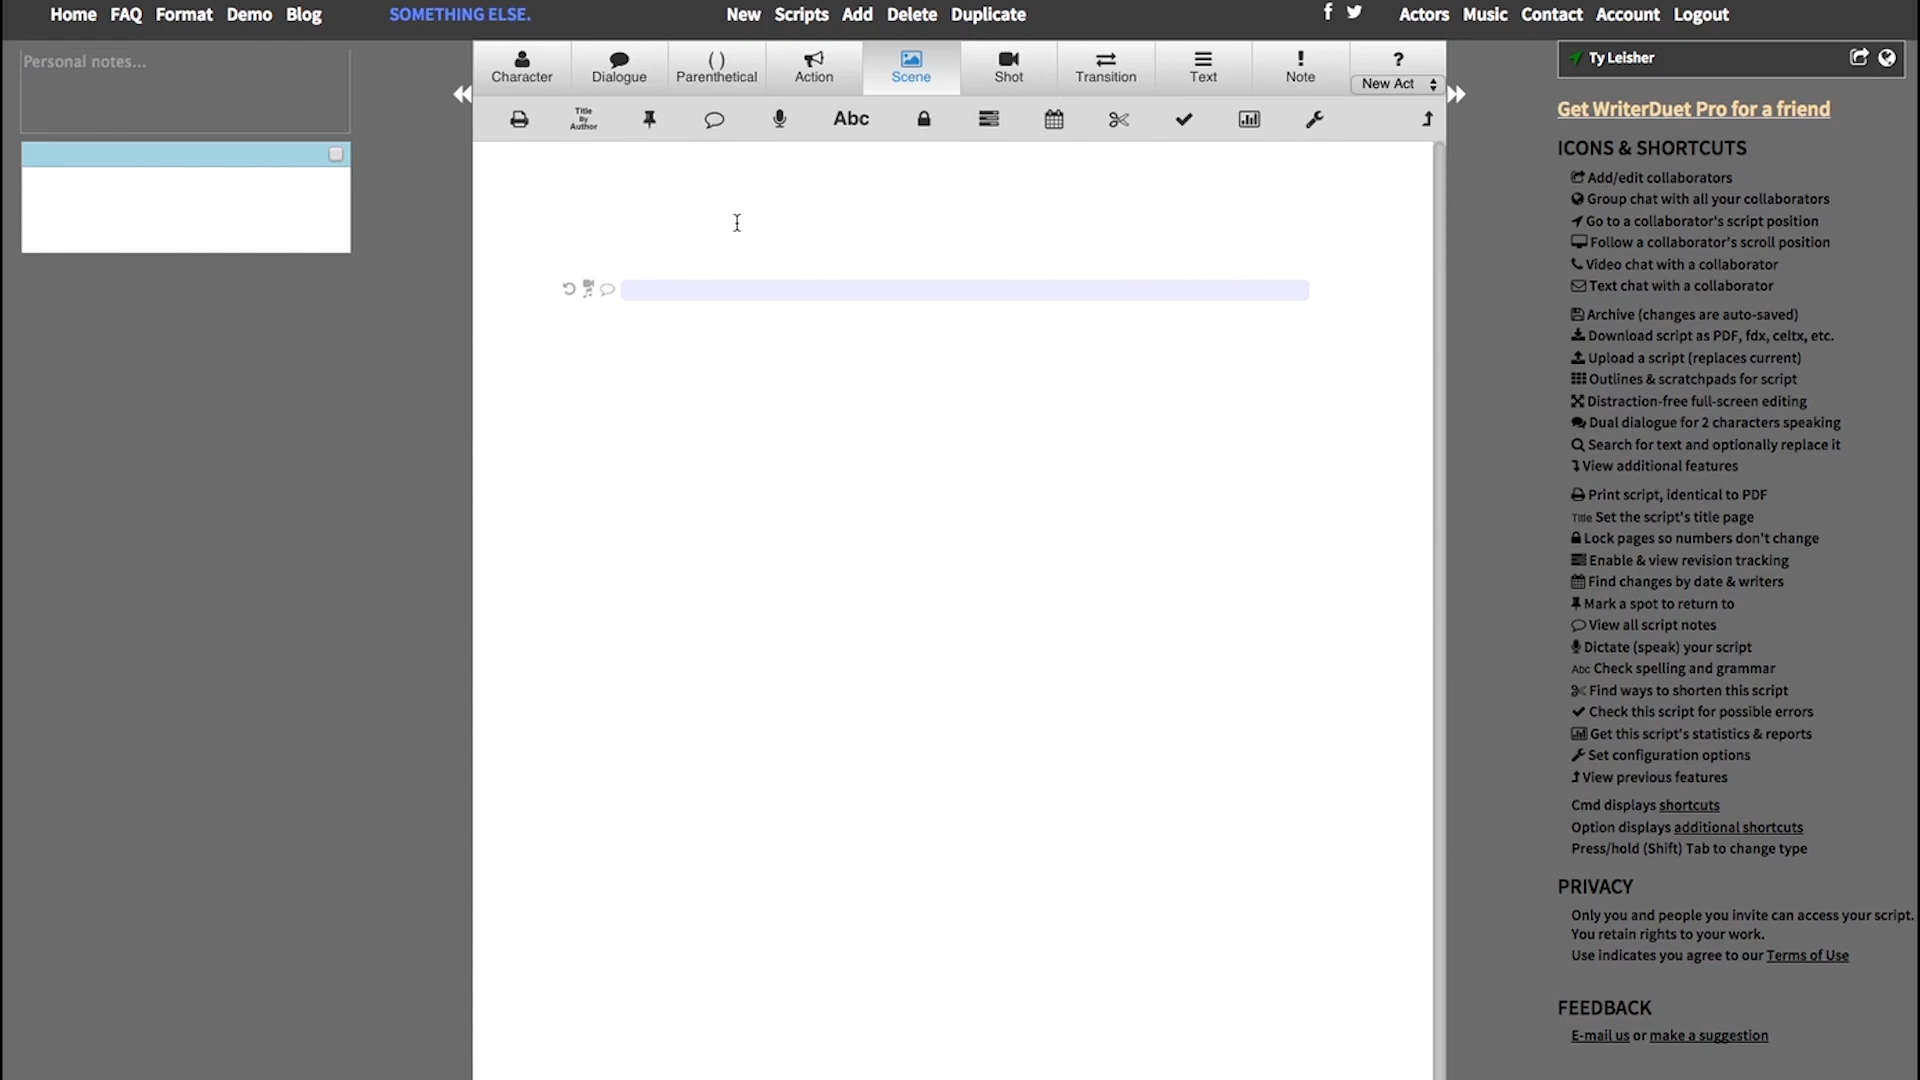 Home FAQ Format Demo Blog SOMETHING ELSE. New Scripts Add Delete Duplicate f Actors Music Contact Account Logout
Personal notes...
Character Dialogue Parenthetical Action Scene Shot Transition Text Note ?
New Act
Title By Author Abc
Ty Leisher
Get WriterDuet Pro for a friend
ICONS & SHORTCUTS
Add/edit collaborators
Group chat with all your collaborators
Go to a collaborator's script position
Follow a collaborator's scroll position
Video chat with a collaborator
Text chat with a collaborator
Archive (changes are auto-saved)
Download script as PDF, fdx, celtx, etc.
Upload a script (replaces current)
Outlines & scratchpads for script
Distraction-free full-screen editing
Dual dialogue for 2 characters speaking
Search for text and optionally replace it
View additional features
Print script, identical to PDF
Title Set the script's title page
Lock pages so numbers don't change
Enable & view revision tracking
Find changes by date & writers
Mark a spot to return to
View all script notes
Dictate (speak) your script
Abc Check spelling and grammar
Find ways to shorten this script
Check this script for possible errors
Get this script's statistics & reports
Set configuration options
View previous features
Cmd displays shortcuts
Option displays additional shortcuts
Press/hold (Shift) Tab to change type
PRIVACY
Only you and people you invite can access your script.
You retain rights to your work.
Use indicates you agree to our Terms of Use
FEEDBACK
E-mail us or make a suggestion